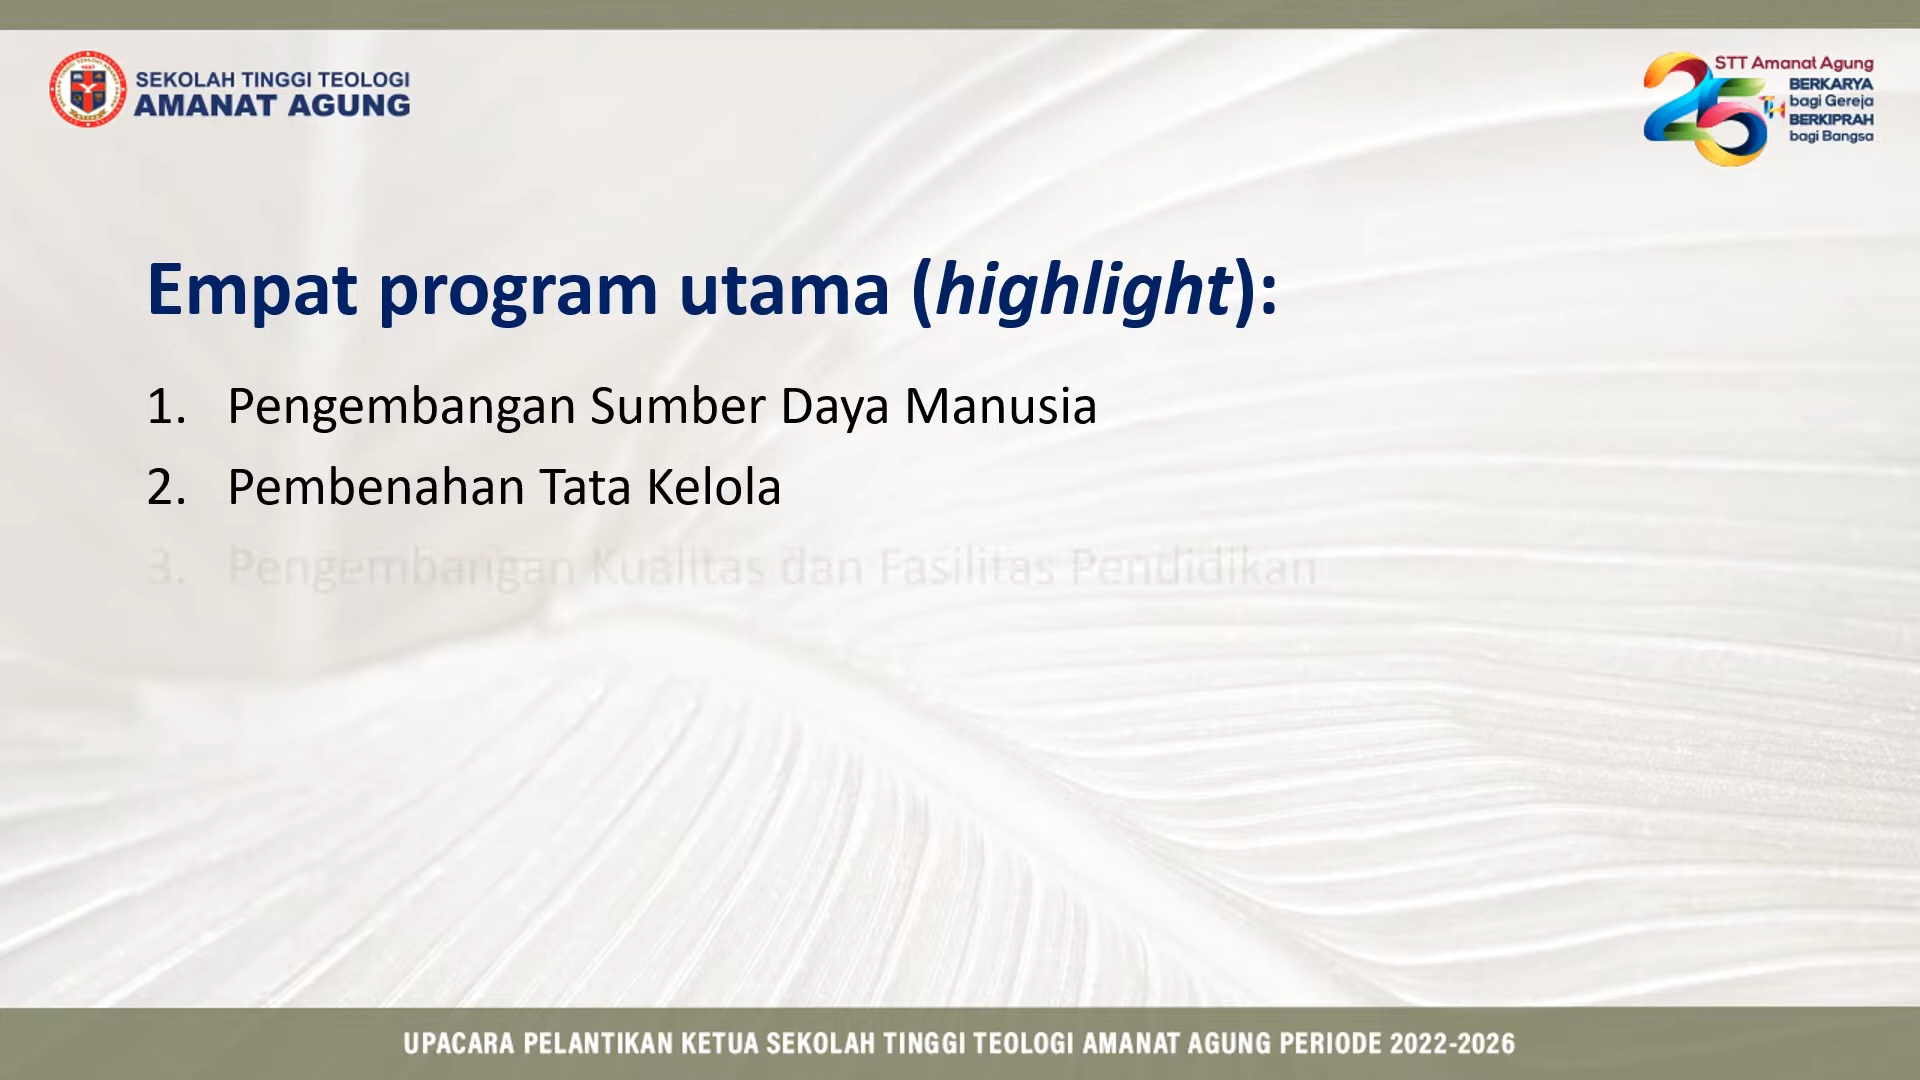 SEKOLAH TINGGI TEOLOGI
AMANAT AGUNG
STT Amanat Agung
25TH
BERKARYA
bagi Gereja
BERKIPRAH
bagi Bangsa
Empat program utama (highlight):
1. Pengembangan Sumber Daya Manusia
2. Pembenahan Tata Kelola
3. Pengembangan Kualitas dan Fasilitas Pendidikan
UPACARA PELANTIKAN KETUA SEKOLAH TINGGI TEOLOGI AMANAT AGUNG PERIODE 2022-2026